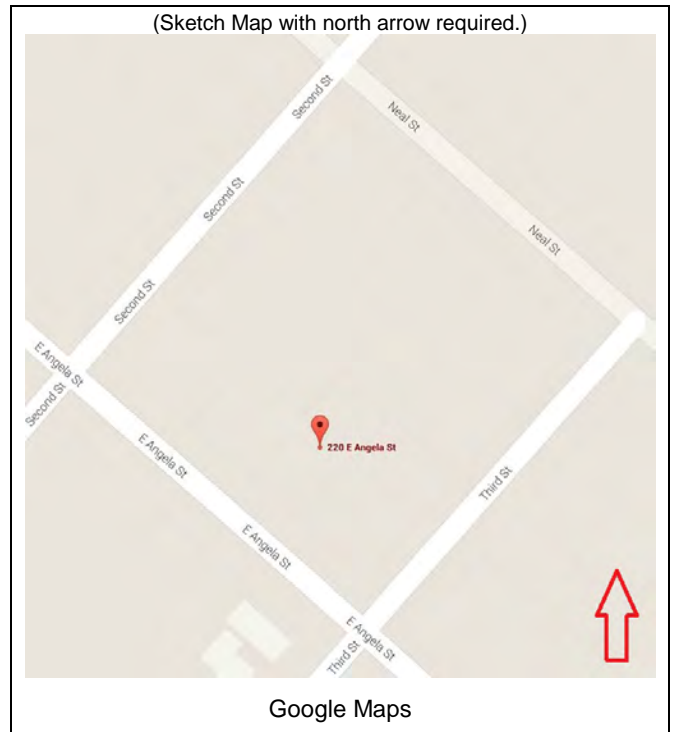 (Sketch Map with north arrow required.)
Second St
Neal St
Second St
Neal St
Second St
E Angela St
Second St
220 E Angela St
E Angela St
Third St
E Angela St
E Angela St
Third St
Google Maps